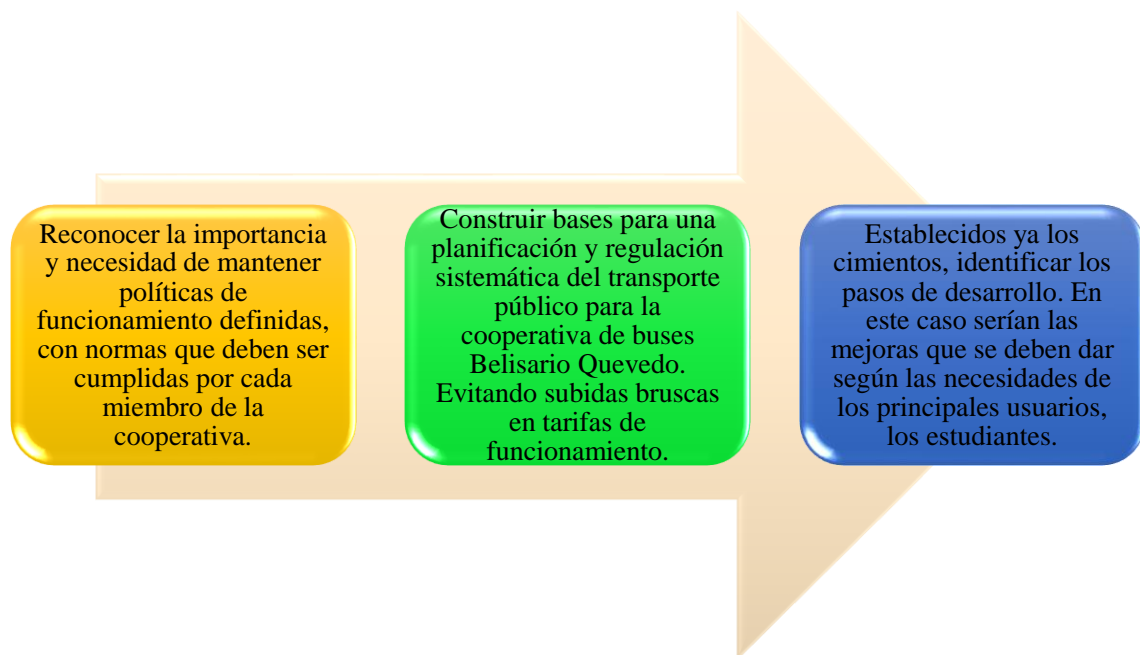 Reconocer la importancia
y necesidad de mantener
políticas de
funcionamiento definidas,
con normas que deben ser
cumplidas por cada
miembro de la
cooperativa.
Construir bases para una
planificación y regulación
sistemática del transporte
público para la
cooperativa de buses
Belisario Quevedo.
Evitando subidas bruscas
en tarifas de
funcionamiento.
Establecidos ya los
cimientos, identificar los
pasos de desarrollo. En
este caso serían las
mejoras que se deben dar
según las necesidades de
los principales usuarios,
los estudiantes.